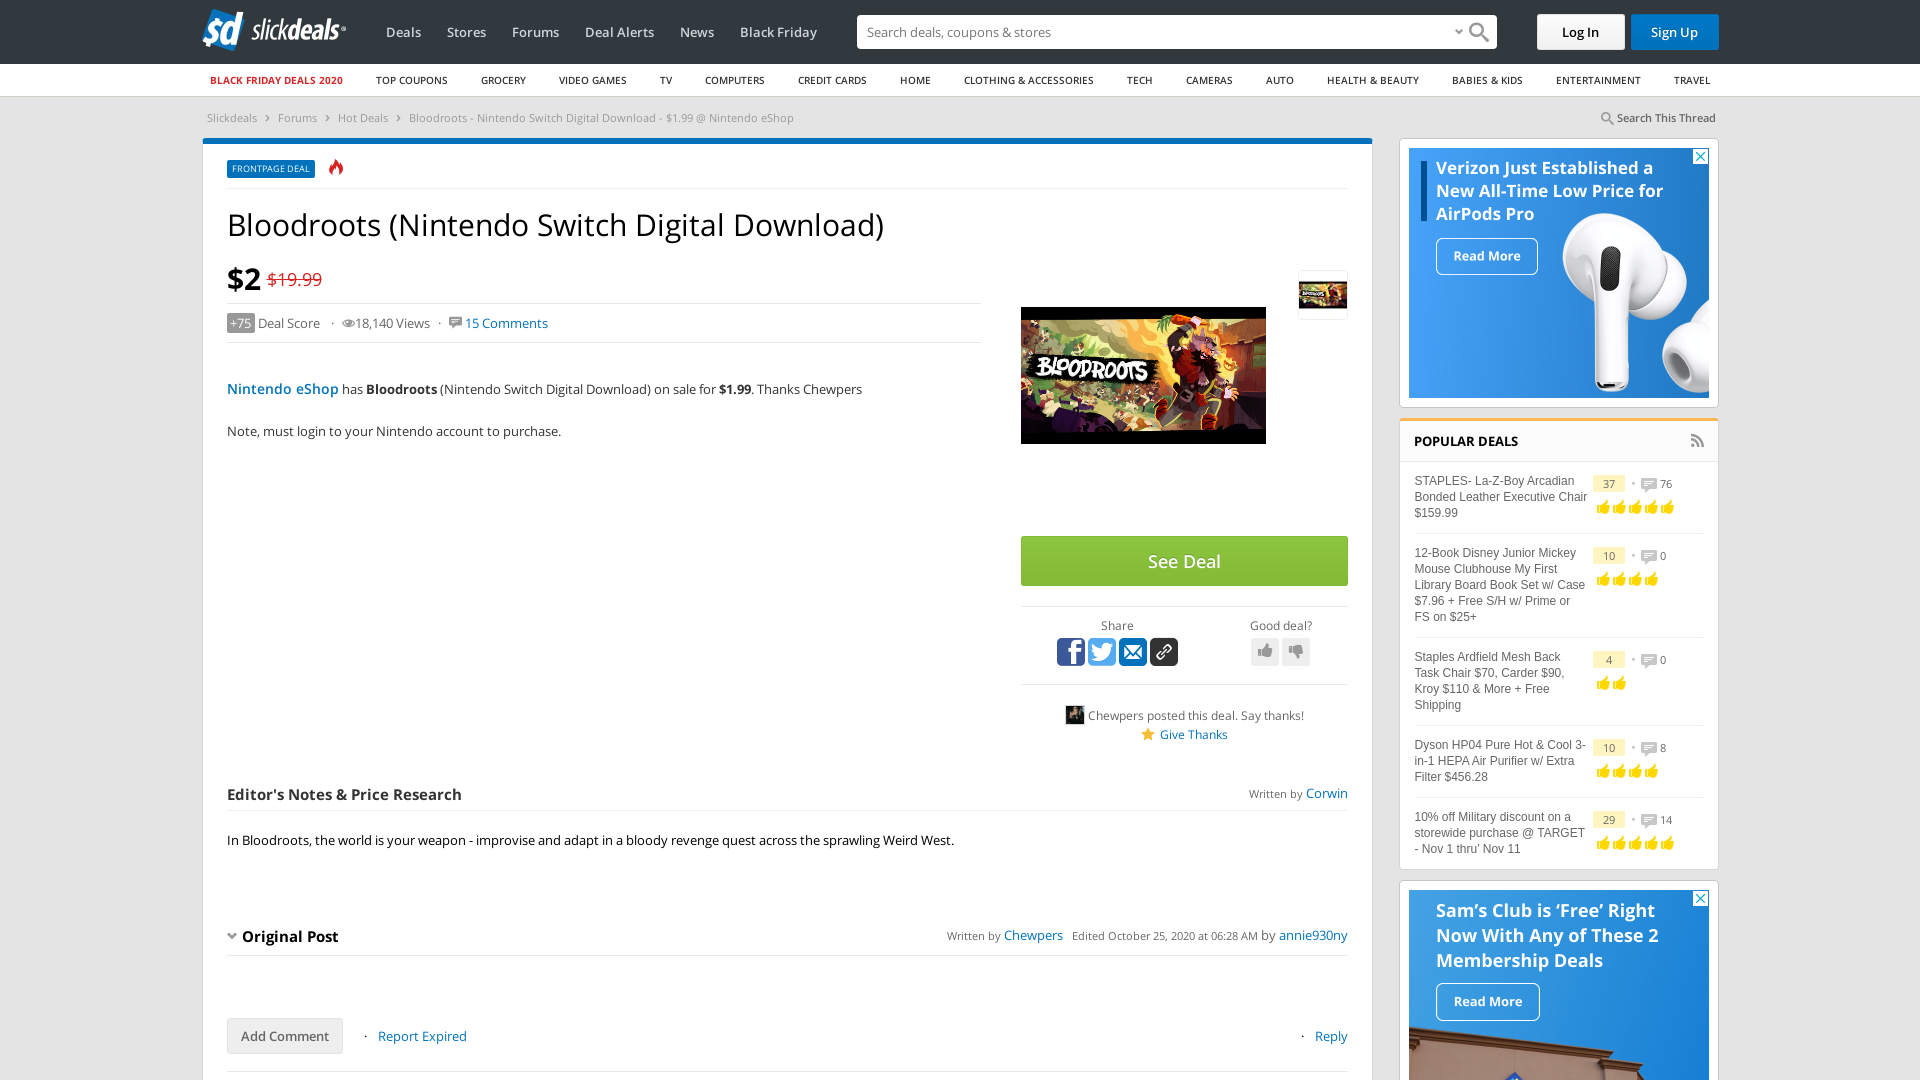 sd slickdeals
Deals
Stores
Forums
Deal Alerts
News
Black Friday
Search deals, coupons & stores
Log In
Sign Up
BLACK FRIDAY DEALS 2020
TOP COUPONS
GROCERY
VIDEO GAMES
TV
COMPUTERS
CREDIT CARDS
HOME
CLOTHING & ACCESSORIES
TECH
CAMERAS
AUTO
HEALTH & BEAUTY
BABIES & KIDS
ENTERTAINMENT
TRAVEL
Slickdeals › Forums › Hot Deals › Bloodroots - Nintendo Switch Digital Download - $1.99 @ Nintendo eShop
Search This Thread
FRONTPAGE DEAL
Bloodroots (Nintendo Switch Digital Download)
$2 $19.99
+75 Deal Score · 18,140 Views · 15 Comments
Nintendo eShop has Bloodroots (Nintendo Switch Digital Download) on sale for $1.99. Thanks Chewpers
Note, must login to your Nintendo account to purchase.
BLOODROOTS
BLOODROOTS
See Deal
Share
Good deal?
Chewpers posted this deal. Say thanks!
Give Thanks
Editor's Notes & Price Research
Written by Corwin
In Bloodroots, the world is your weapon - improvise and adapt in a bloody revenge quest across the sprawling Weird West.
Original Post
Written by Chewpers Edited October 25, 2020 at 06:28 AM by annie930ny
Add Comment
· Report Expired
· Reply
Verizon Just Established a
New All-Time Low Price for
AirPods Pro
Read More
POPULAR DEALS
STAPLES- La-Z-Boy Arcadian
Bonded Leather Executive Chair
$159.99
37 • 76
12-Book Disney Junior Mickey
Mouse Clubhouse My First
Library Board Book Set w/ Case
$7.96 + Free S/H w/ Prime or
FS on $25+
10 • 0
Staples Ardfield Mesh Back
Task Chair $70, Carder $90,
Kroy $110 & More + Free
Shipping
4 • 0
Dyson HP04 Pure Hot & Cool 3-
in-1 HEPA Air Purifier w/ Extra
Filter $456.28
10 • 8
10% off Military discount on a
storewide purchase @ TARGET
- Nov 1 thru' Nov 11
29 • 14
Sam's Club is 'Free' Right
Now With Any of These 2
Membership Deals
Read More